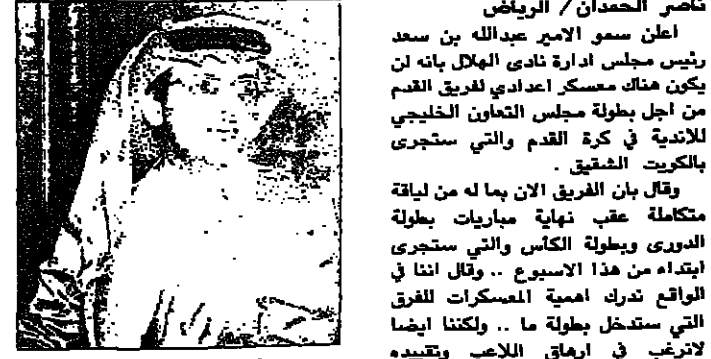 ناصر الحمدان/ الرياض
اعلن سمو الامير عبدالله بن سعد
رئيس مجلس ادارة نادى الهلال بانه لن
يكون هناك معسكر اعدادي لفريق القدم
من اجل بطولة مجلس التعاون الخليجي
للاندية في كرة القدم والتي ستجرى
بالكويت الشقيق .
وقال بان الفريق الان بما له من لياقة
متكاملة عقب نهاية مباريات بطولة
الدورى وبطولة الكأس والتي ستجرى
ابتداء من هذا الاسبوع .. وقال اننا في
الواقع ندرك اهمية المعسكرات للفرق
التي ستدخل بطولة ما .. ولكننا ايضا
لانرغب في ارهاق اللاعب وتقييده